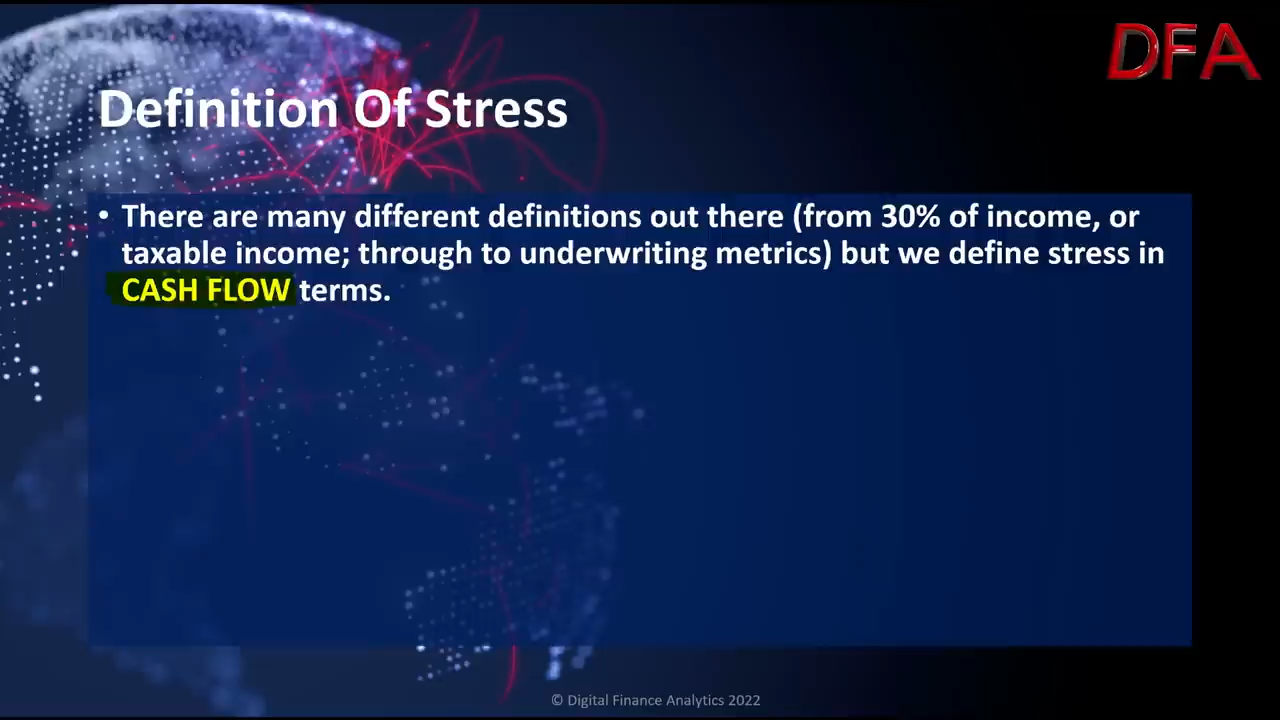 DFA
Definition Of Stress
• There are many different definitions out there (from 30% of income, or
taxable income; through to underwriting metrics) but we define stress in
CASH FLOW terms.
© Digital Finance Analytics 2022